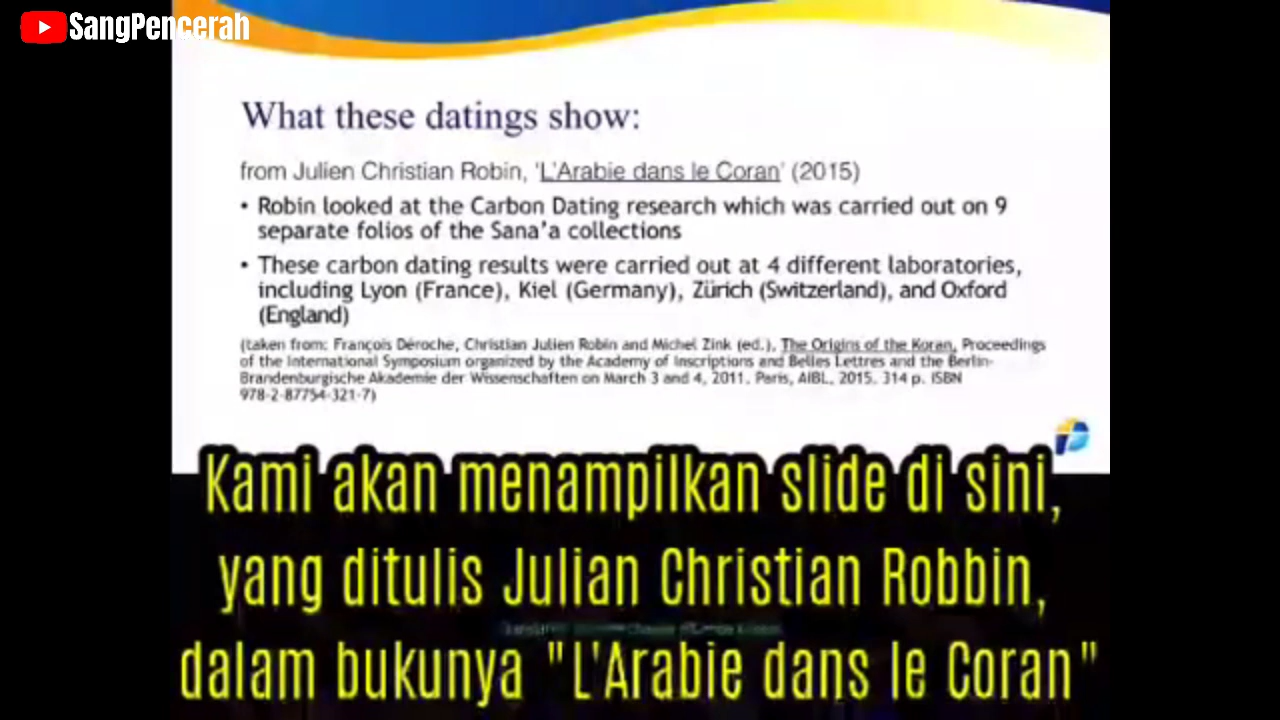 SangPencerah
What these datings show:
from Julien Christian Robin, 'L'Arabie dans le Coran' (2015)
• Robin looked at the Carbon Dating research which was carried out on 9
separate folios of the Sana'a collections
• These carbon dating results were carried out at 4 different laboratories,
including Lyon (France), Kiel (Germany), Zürich (Switzerland), and Oxford
(England)
(taken from: François Déroche, Christian Julien Robin and Michel Zink (ed.), The Origins of the Koran, Proceedings
of the International Symposium organized by the Academy of Inscriptions and Belles Lettres and the Berlin-
Brandenburgische Akademie der Wissenschaften on March 3 and 4, 2011. Paris, AIBL, 2015. 314 p. ISBN
978-2-87754-321-7)
Kami akan menampilkan slide di sini,
yang ditulis Julian Christian Robbin,
dalam bukunya "L'Arabie dans le Coran"